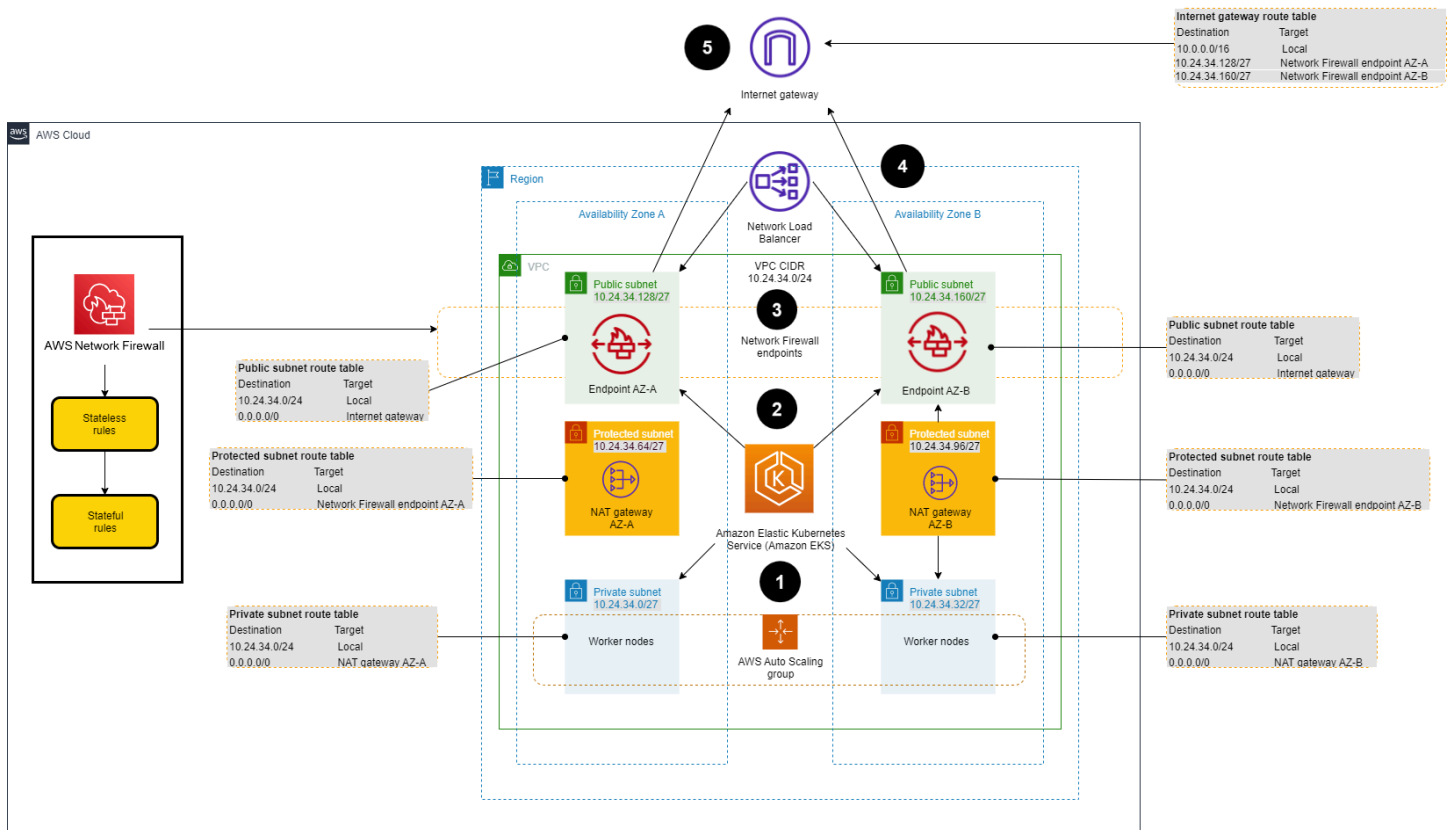 5
Internet gateway
Internet gateway route table
Destination Target
10.0.0.0/16 Local
10.24.34.128/27 Network Firewall endpoint AZ-A
10.24.34.160/27 Network Firewall endpoint AZ-B
aws
AWS Cloud
Region
4
Availability Zone A
Availability Zone B
Network Load
Balancer
VPC
VPC CIDR
10.24.34.0/24
Public subnet
10.24.34.128/27
Public subnet
10.24.34.160/27
3
Network Firewall
endpoints
Endpoint AZ-A
Endpoint AZ-B
AWS Network Firewall
Stateless
rules
Stateful
rules
Public subnet route table
Destination Target
10.24.34.0/24 Local
0.0.0.0/0 Internet gateway
Public subnet route table
Destination Target
10.24.34.0/24 Local
0.0.0.0/0 Internet gateway
2
Protected subnet
10.24.34.64/27
NAT gateway
AZ-A
Protected subnet
10.24.34.96/27
NAT gateway
AZ-B
K
Amazon Elastic Kubernetes
Service (Amazon EKS)
Protected subnet route table
Destination Target
10.24.34.0/24 Local
0.0.0.0/0 Network Firewall endpoint AZ-A
Protected subnet route table
Destination Target
10.24.34.0/24 Local
0.0.0.0/0 Network Firewall endpoint AZ-B
1
Private subnet
10.24.34.0/27
Worker nodes
Private subnet
10.24.34.32/27
Worker nodes
AWS Auto Scaling
group
Private subnet route table
Destination Target
10.24.34.0/24 Local
0.0.0.0/0 NAT gateway AZ-A
Private subnet route table
Destination Target
10.24.34.0/24 Local
0.0.0.0/0 NAT gateway AZ-B